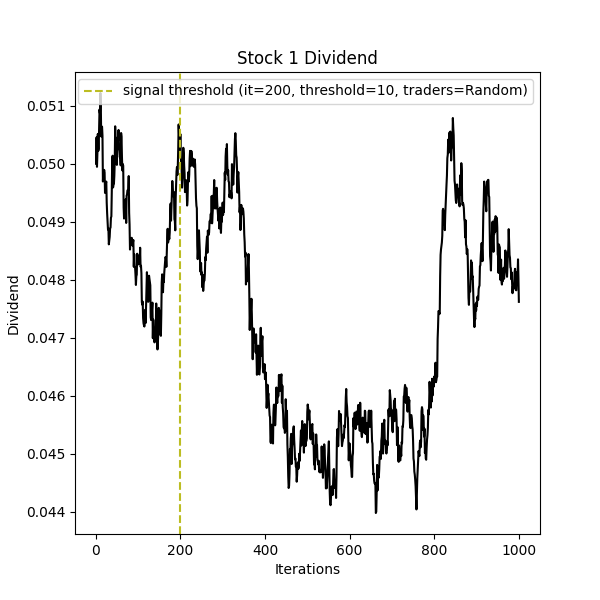 Stock 1 Dividend
signal threshold (it=200, threshold=10, traders=Random)
0.051
0.050
0.049
0.048
0.047
0.046
0.045
0.044
Dividend
0 200 400 600 800 1000
Iterations